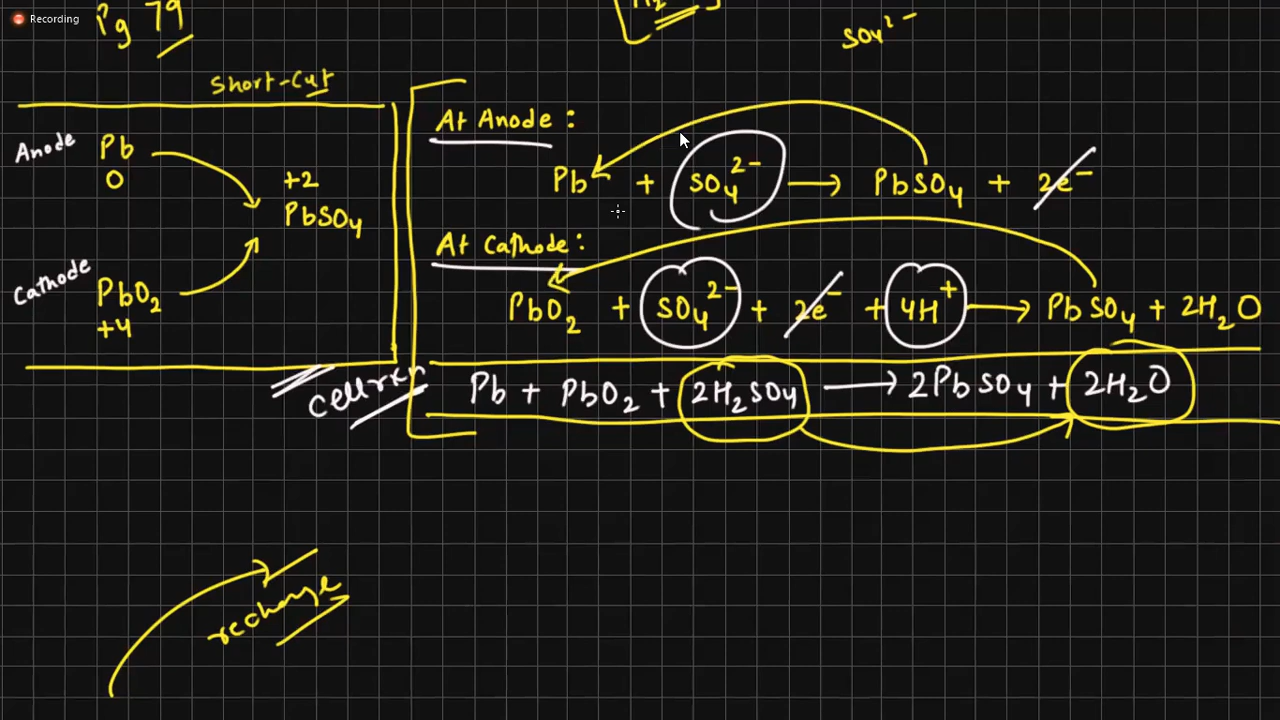 Recording
Pg 79
SO₄²⁻
Short-Cut
Anode Pb
0
+2
PbSO₄
Cathode PbO₂
+4
At Anode :
Pb + SO₄²⁻ → PbSO₄ + 2e⁻
At Cathode :
PbO₂ + SO₄²⁻ + 2e⁻ + 4H⁺ → PbSO₄ + 2H₂O
Cell rxn Pb + PbO₂ + 2H₂SO₄ → 2PbSO₄ + 2H₂O
recharge